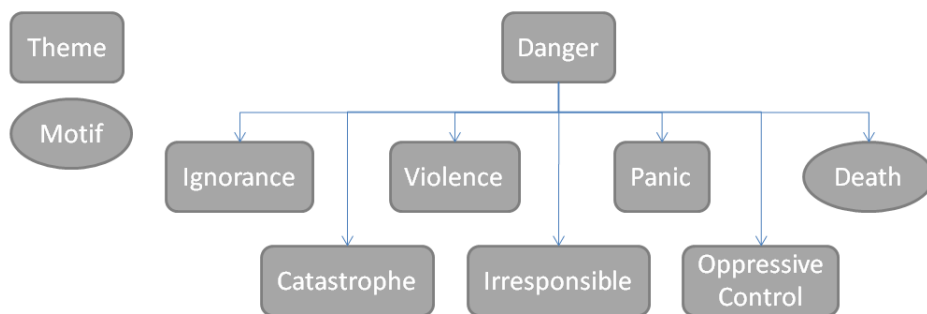 Theme
Danger
Motif
Ignorance
Violence
Panic
Death
Catastrophe
Irresponsible
Oppressive
Control